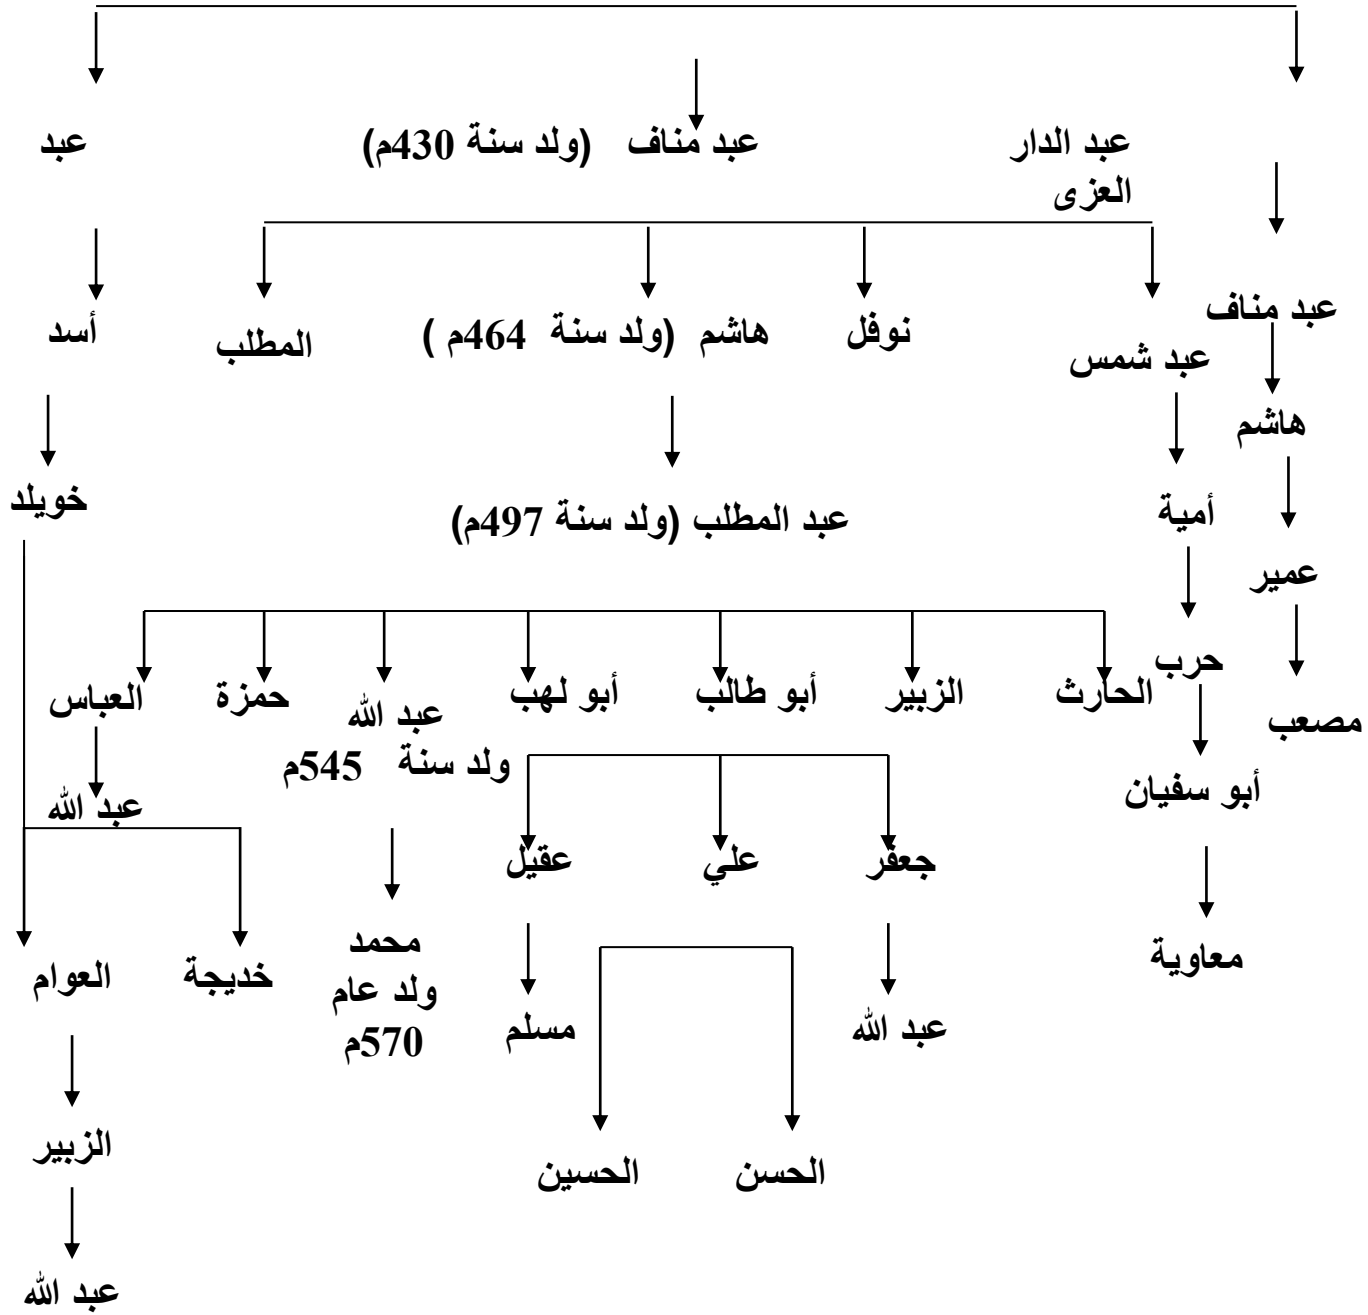 عبد الدار عبد مناف (ولد سنة 430م) عبد
العزى
عبد مناف
نوفل هاشم (ولد سنة 464م ) المطلب أسد
عبد شمس
هاشم
أمية عبد المطلب (ولد سنة 497م) خويلد
عمير
حرب
الحارث الزبير أبو طالب أبو لهب عبد الله حمزة العباس
مصعب
ولد سنة 545م
أبو سفيان
عبد الله
جعفر علي عقيل
محمد
معاوية
خديجة العوام
ولد عام
عبد الله مسلم
570م
الزبير
الحسن الحسين
عبد الله